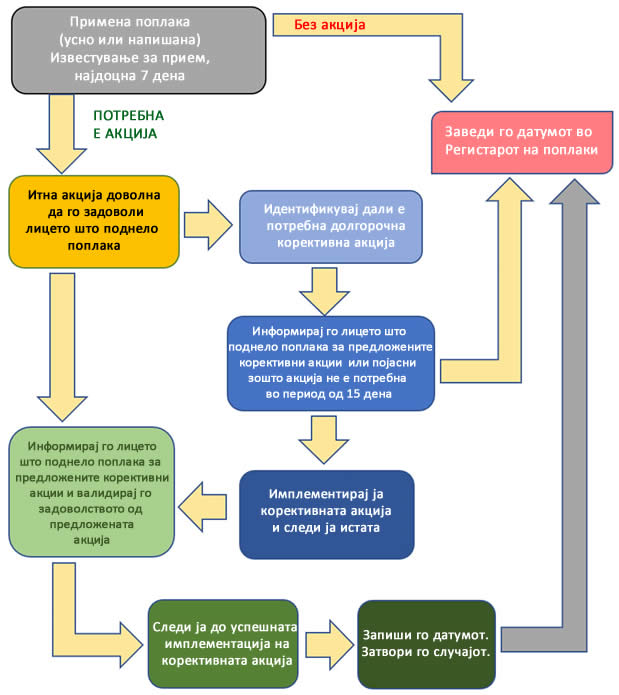 Примена поплака
(усно или напишана)
Известување за прием,
најдоцна 7 дена
Без акција
ПОТРЕБНА
Е АКЦИЈА
Заведи го датумот во
Регистарот на поплаки
Итна акција доволна
да го задоволи
лицето што поднело
поплака
Идентификувај дали е
потребна долгорочна
корективна акција
Информирај го лицето што
поднело поплака за предложените
корективни акции или појасни
зошто акција не е потребна
во период од 15 дена
Информирај го лицето
што поднело поплака за
предложените корективни
акции и валидирај го
задоволството од
предложената
акција
Имплементирај ја
корективната акција
и следи ја истата
Следи ја до успешната
имплементација на
корективната акција
Запиши го датумот.
Затвори го случајот.